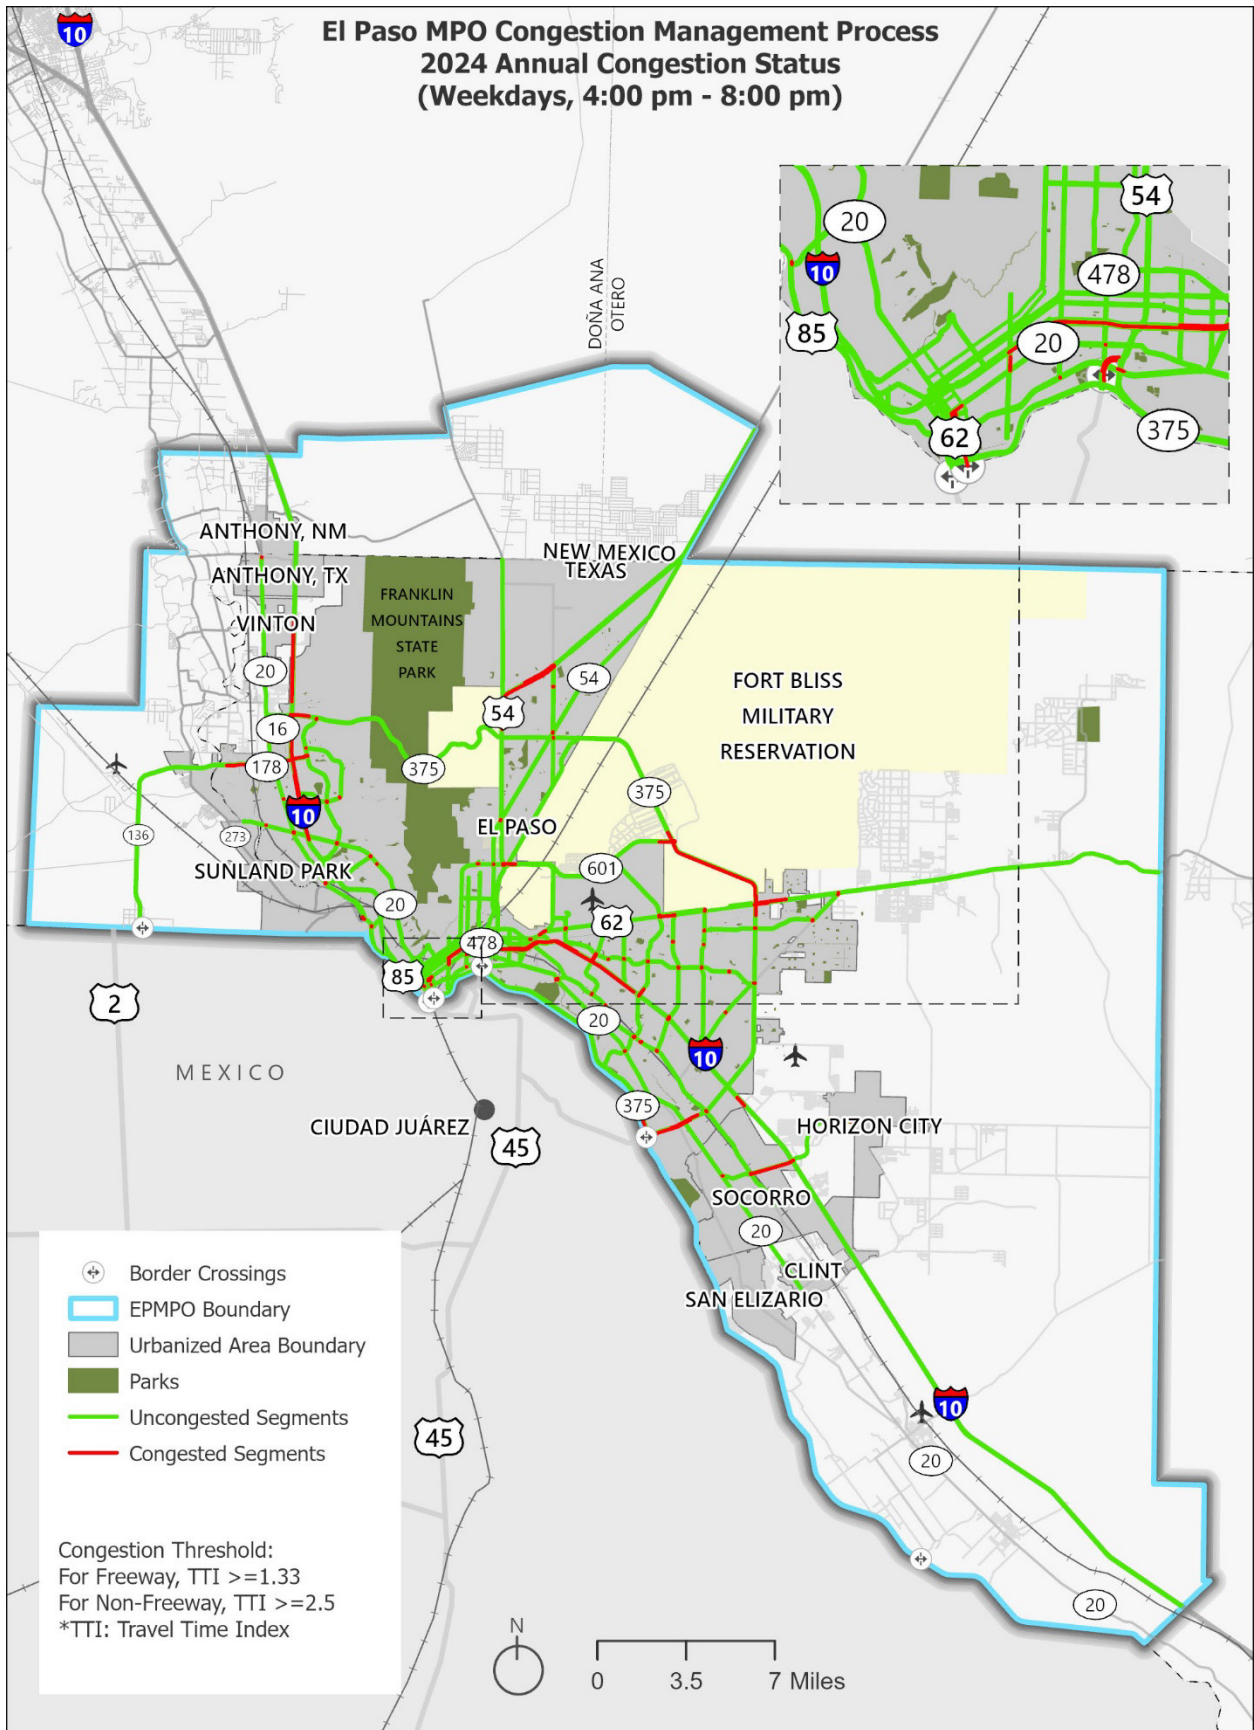 El Paso MPO Congestion Management Process
2024 Annual Congestion Status
(Weekdays, 4:00 pm - 8:00 pm)
10
DOÑA ANA
OTERO
54
20
10
478
85
20
62
375
ANTHONY, NM
NEW MEXICO
TEXAS
ANTHONY, TX
FRANKLIN
MOUNTAINS
STATE
PARK
VINTON
20
54
FORT BLISS
MILITARY
RESERVATION
54
16
178
375
375
10
136
273
EL PASO
SUNLAND PARK
601
20
62
478
85
2
20
10
MEXICO
375
CIUDAD JUÁREZ
HORIZON CITY
45
SOCORRO
20
CLINT
SAN ELIZARIO
Border Crossings
EPMPO Boundary
Urbanized Area Boundary
Parks
Uncongested Segments
Congested Segments
10
45
20
Congestion Threshold:
For Freeway, TTI >=1.33
For Non-Freeway, TTI >=2.5
*TTI: Travel Time Index
20
N
0 3.5 7 Miles